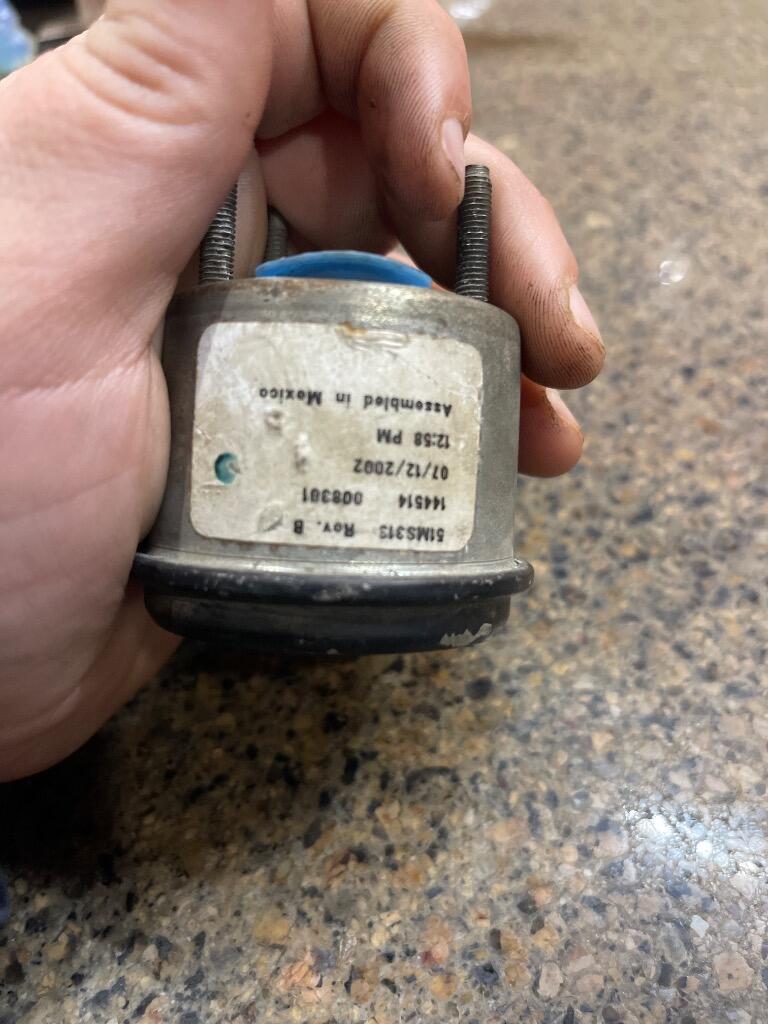 51MS313 Rev. B
144514 008301
07/12/2002
12:58 PM
Assembled in Mexico